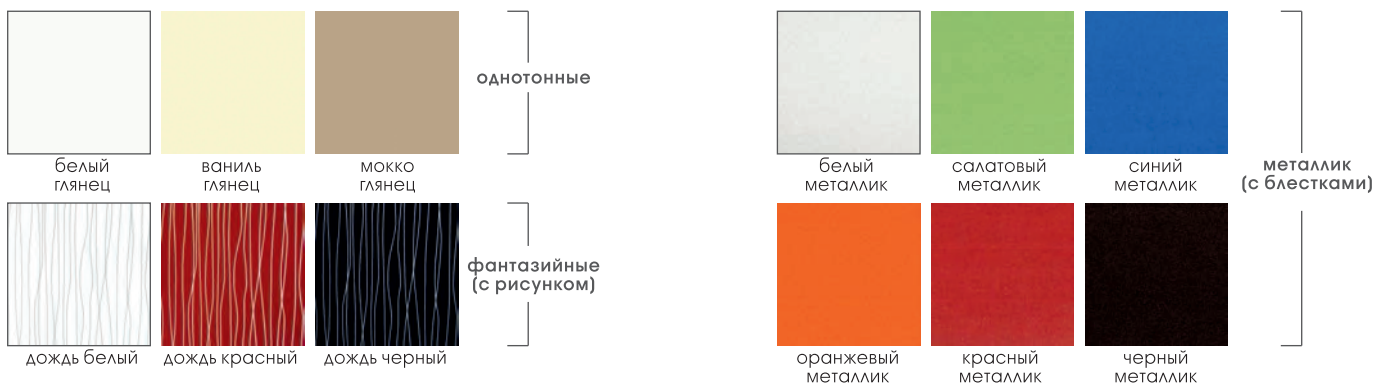 однотонные
белый
глянец
ваниль
глянец
мокко
глянец
фантазийные
(с рисунком)
дождь белый
дождь красный
дождь черный
белый
металлик
салатовый
металлик
синий
металлик
металлик
(с блестками)
оранжевый
металлик
красный
металлик
черный
металлик